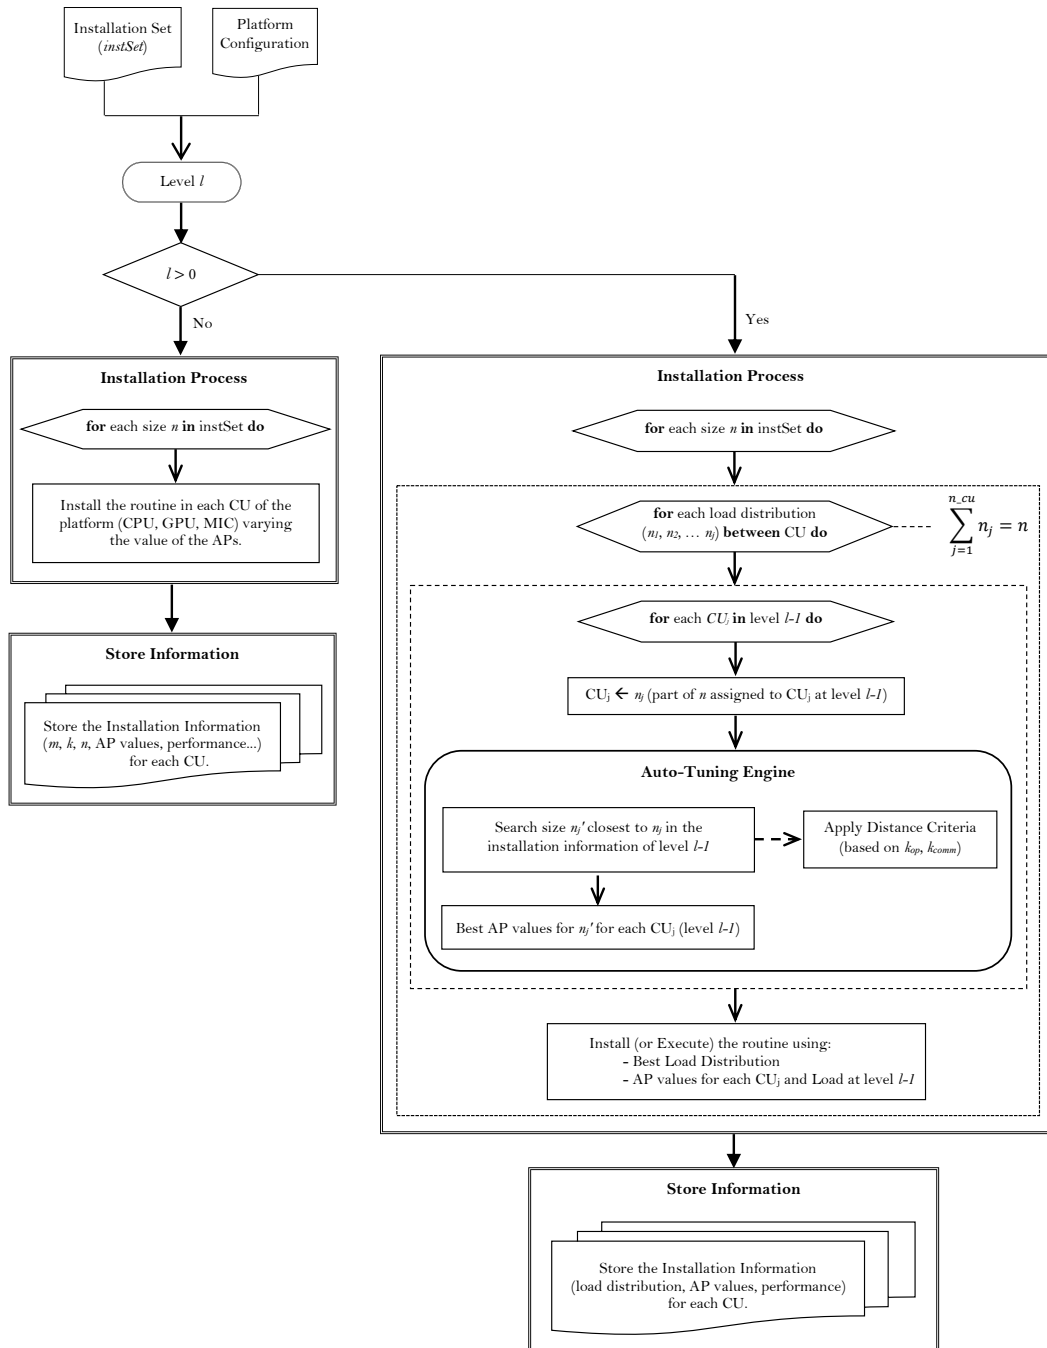 Installation Set
(instSet)
Platform
Configuration
Level l
l > 0
No
Yes
Installation Process
for each size n in instSet do
Install the routine in each CU of the
platform (CPU, GPU, MIC) varying
the value of the APs.
Store Information
Store the Installation Information
(m, k, n, AP values, performance...)
for each CU.
Installation Process
for each size n in instSet do
for each load distribution
(n₁, n₂, … nⱼ) between CU do
n_cu
∑ nⱼ = n
j=1
for each CUⱼ in level l-1 do
CUⱼ ← nⱼ (part of n assigned to CUⱼ at level l-1)
Auto-Tuning Engine
Search size nⱼ' closest to nⱼ in the
installation information of level l-1
Apply Distance Criteria
(based on kop, kcomm)
Best AP values for nⱼ' for each CUⱼ (level l-1)
Install (or Execute) the routine using:
- Best Load Distribution
- AP values for each CUⱼ and Load at level l-1
Store Information
Store the Installation Information
(load distribution, AP values, performance)
for each CU.